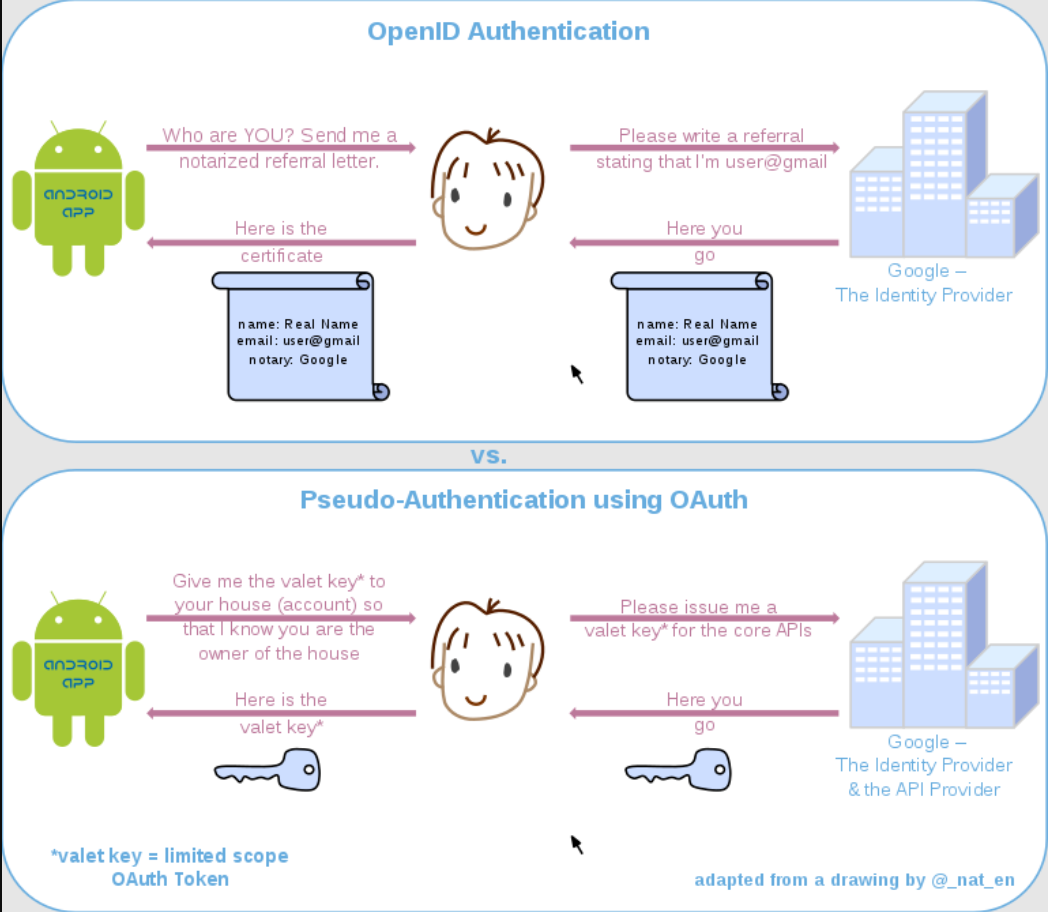 OpenID Authentication
Who are YOU? Send me a
notarized referral letter.
Please write a referral
stating that I'm user@gmail
ANDROID
APP
Here is the
certificate
Here you
go
Google –
The Identity Provider
name: Real Name
email: user@gmail
notary: Google
name: Real Name
email: user@gmail
notary: Google
vs.
Pseudo-Authentication using OAuth
Give me the valet key* to
your house (account) so
that I know you are the
owner of the house
Please issue me a
valet key* for the core APIs
ANDROID
APP
Here is the
valet key*
Here you
go
Google –
The Identity Provider
& the API Provider
*valet key = limited scope
OAuth Token
adapted from a drawing by @_nat_en